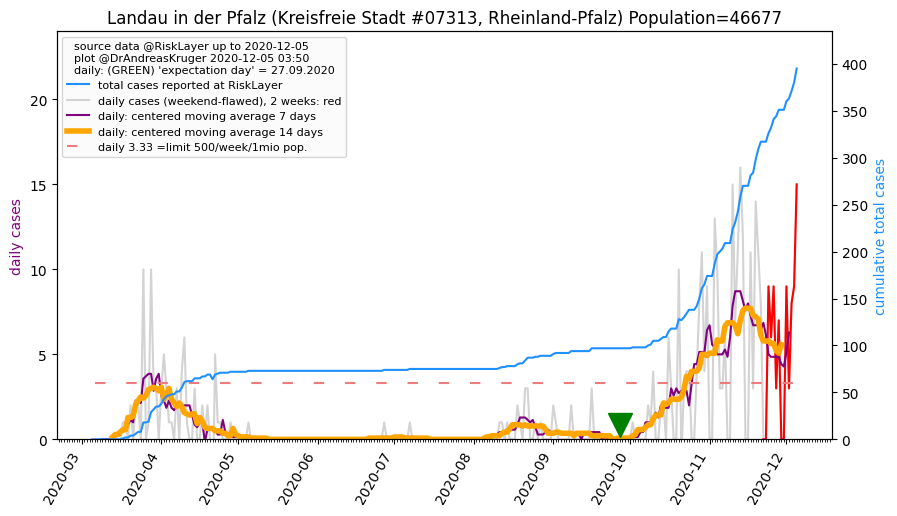 Landau in der Pfalz (Kreisfreie Stadt #07313, Rheinland-Pfalz) Population=46677
source data @RiskLayer up to 2020-12-05
plot @DrAndreasKruger 2020-12-05 03:50
daily: (GREEN) 'expectation day' = 27.09.2020
total cases reported at RiskLayer
daily cases (weekend-flawed), 2 weeks: red
daily: centered moving average 7 days
daily: centered moving average 14 days
daily 3.33 =limit 500/week/1mio pop.
daily cases
20
15
10
5
0
cumulative total cases
400
350
300
250
200
150
100
50
0
2020-03
2020-04
2020-05
2020-06
2020-07
2020-08
2020-09
2020-10
2020-11
2020-12